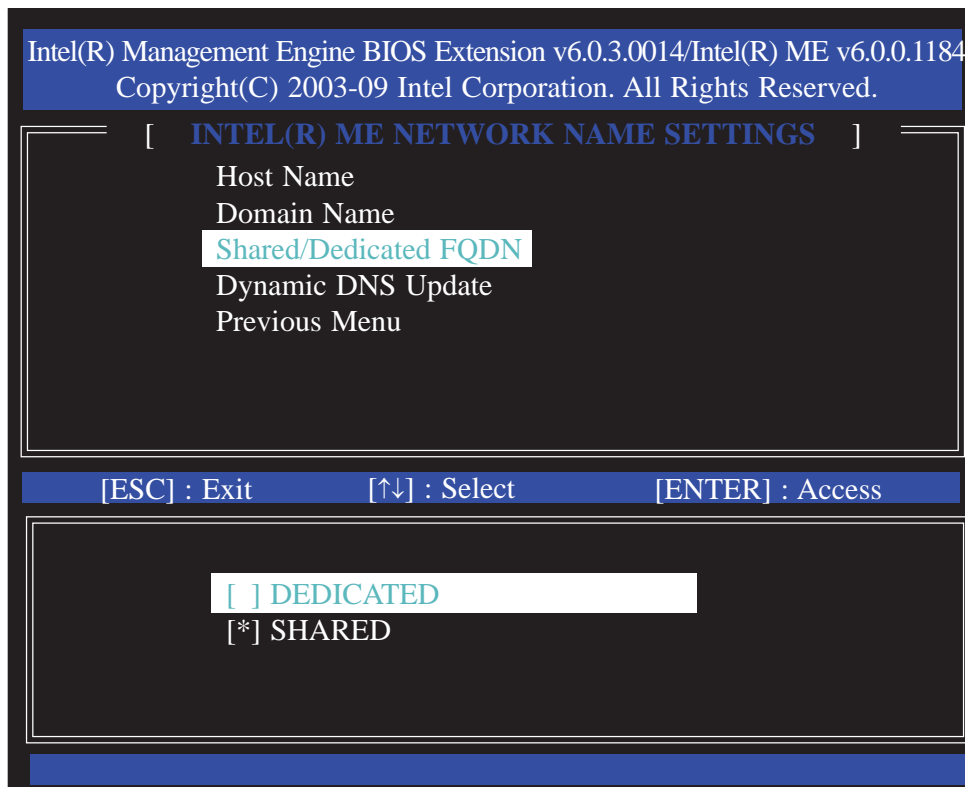 Intel(R) Management Engine BIOS Extension v6.0.3.0014/Intel(R) ME v6.0.0.1184
Copyright(C) 2003-09 Intel Corporation. All Rights Reserved.
[ INTEL(R) ME NETWORK NAME SETTINGS ]
Host Name
Domain Name
Shared/Dedicated FQDN
Dynamic DNS Update
Previous Menu
[ESC] : Exit [↑↓] : Select [ENTER] : Access
[ ] DEDICATED
[*] SHARED